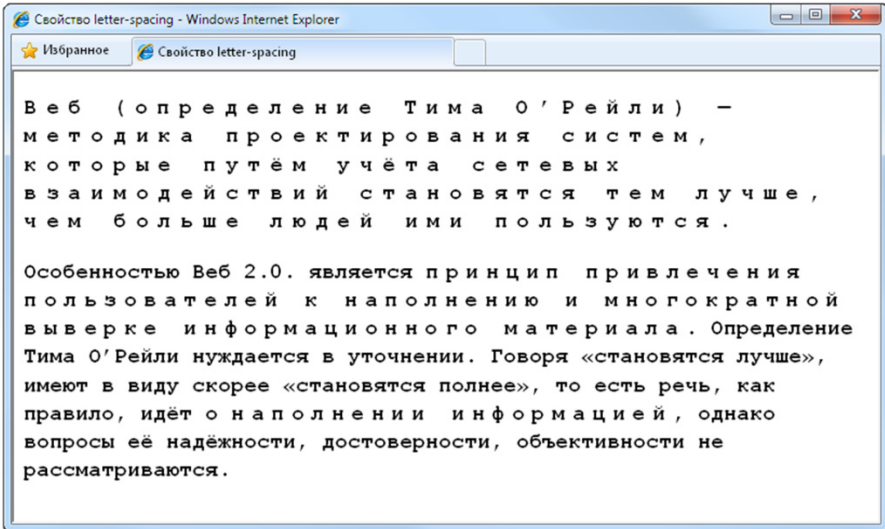 Свойство letter-spacing - Windows Internet Explorer
Избранное Свойство letter-spacing
Веб (определение Тима О'Рейли) —
методика проектирования систем,
которые путём учёта сетевых
взаимодействий становятся тем лучше,
чем больше людей ими пользуются.
Особенностью Веб 2.0. является принцип привлечения
пользователей к наполнению и многократной
выверке информационного материала. Определение
Тима О'Рейли нуждается в уточнении. Говоря «становятся лучше»,
имеют в виду скорее «становятся полнее», то есть речь, как
правило, идёт о наполнении информацией, однако
вопросы её надёжности, достоверности, объективности не
рассматриваются.